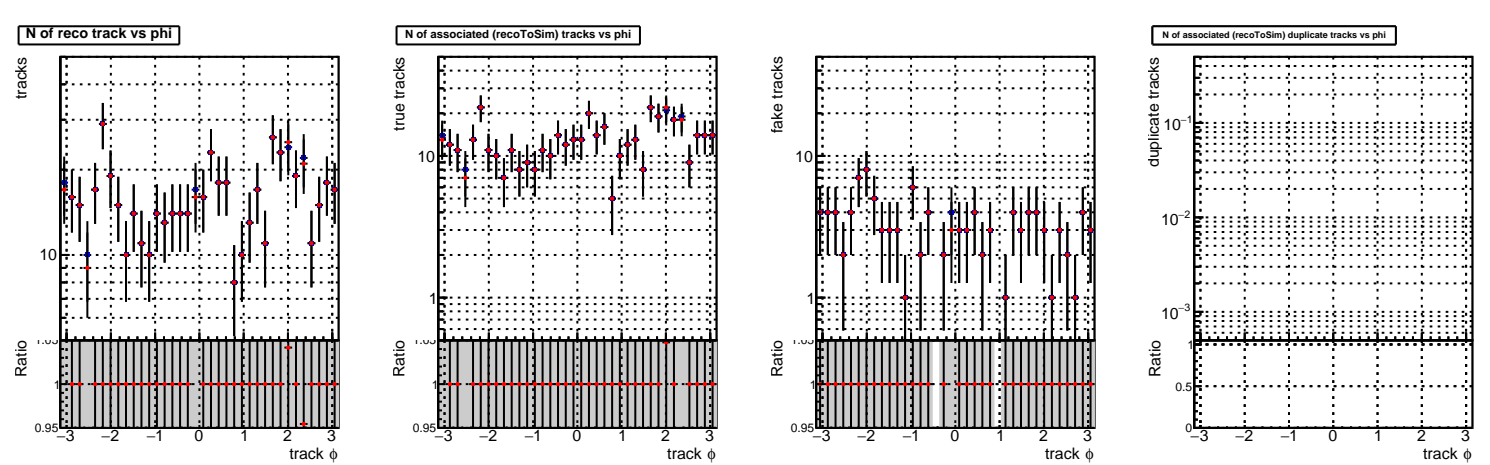 N of reco track vs phi
tracks
10
Ratio
1.05
1
0.95
−3 −2 −1 0 1 2 3
track ϕ
N of associated (recoToSim) tracks vs phi
true tracks
10
1
Ratio
1.05
1
0.95
−3 −2 −1 0 1 2 3
track ϕ
fake tracks
10
1
Ratio
1.05
1
0.95
−3 −2 −1 0 1 2 3
track ϕ
N of associated (recoToSim) duplicate tracks vs phi
duplicate tracks
10⁻¹
10⁻²
10⁻³
Ratio
1
0.5
0
−3 −2 −1 0 1 2 3
track ϕ